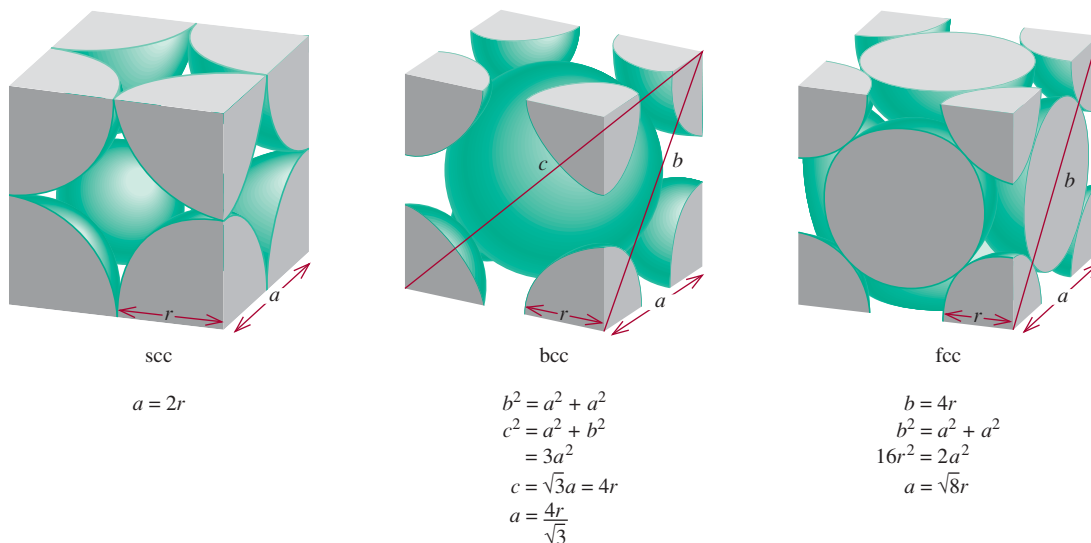 r
a
scc
a = 2r
c
b
r
a
bcc
b² = a² + a²
c² = a² + b²
= 3a²
c = √3a = 4r
a = 4r/√3
b
r
a
fcc
b = 4r
b² = a² + a²
16r² = 2a²
a = √8r